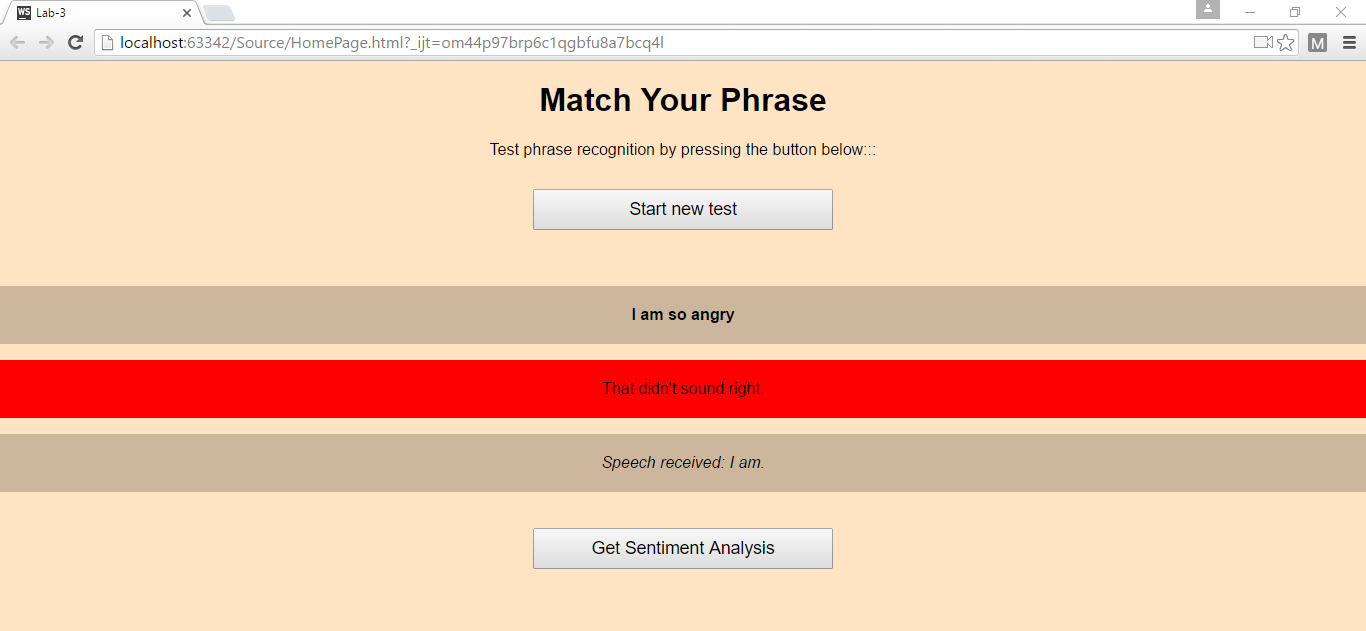 WS Lab-3
localhost:63342/Source/HomePage.html?_ijt=om44p97brp6c1qgbfu8a7bcq4l
M
Match Your Phrase
Test phrase recognition by pressing the button below:::
Start new test
I am so angry
That didn't sound right.
Speech received: I am.
Get Sentiment Analysis